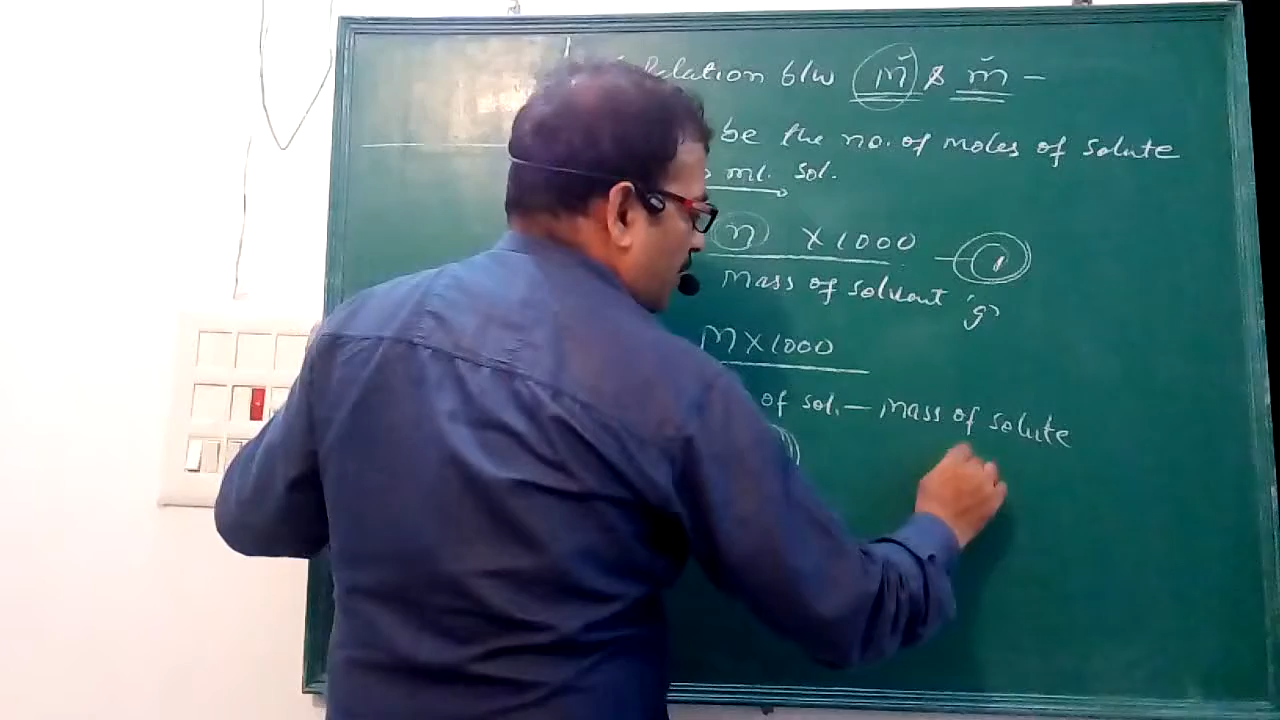 Relation b/w m & m —
be the no. of moles of solute
ml. sol.
n × 1000 — 1
Mass of solvent 'g'
M × 1000
of sol. — Mass of solute